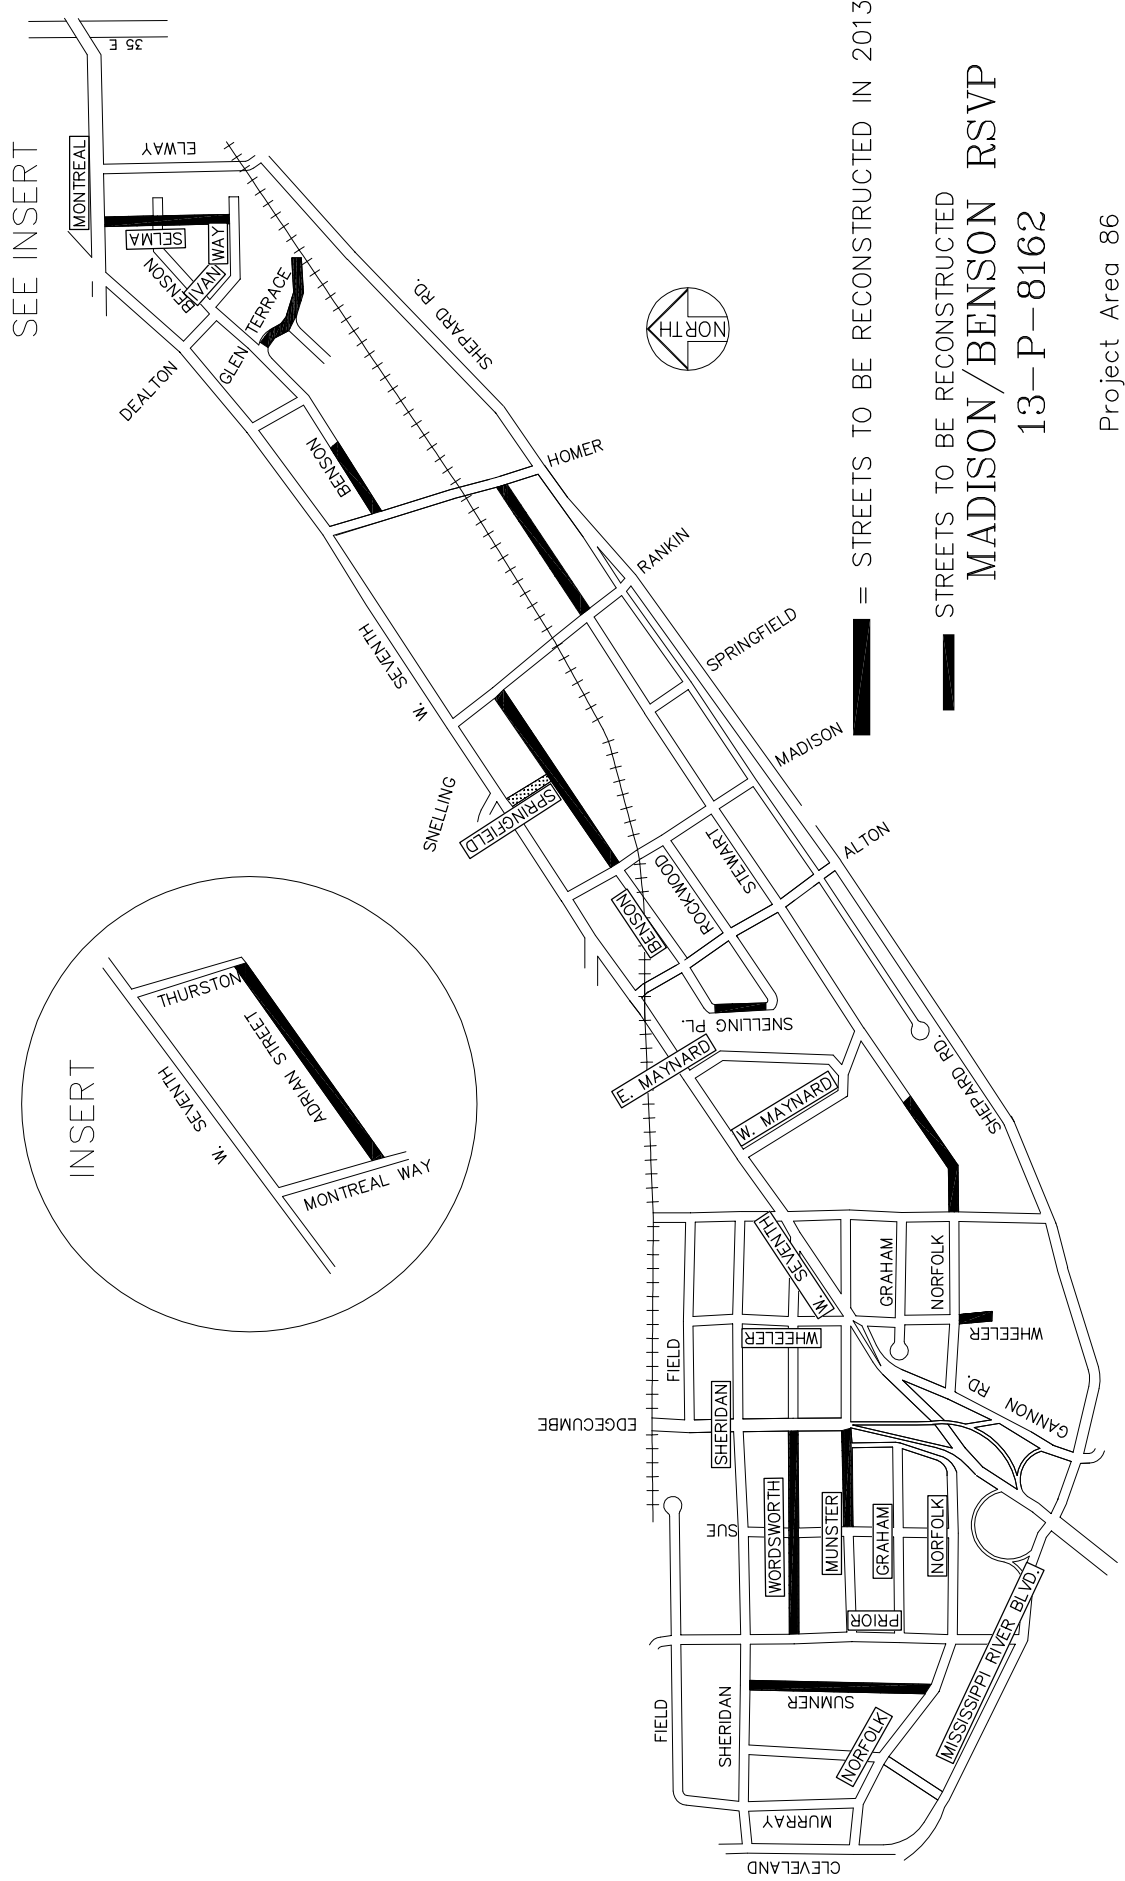 SEE INSERT
35 E
MONTREAL
ELWAY
SELMA
BENSON
IVAN WAY
GLEN TERRACE
DEALTON
SHEPARD RD.
NORTH
BENSON
HOMER
RANKIN
W. SEVENTH
SPRINGFIELD
SNELLING
SPRINGFIELD
MADISON
ALTON
STEWART
ROCKWOOD
BENSON
SNELLING PL.
E. MAYNARD
W. MAYNARD
SHEPARD RD.
W. SEVENTH
GRAHAM
NORFOLK
WHEELER
WHEELER
FIELD
GANNON RD.
EDGECUMBE
SHERIDAN
SUE
WORDSWORTH
MUNSTER
GRAHAM
NORFOLK
PRIOR
MISSISSIPPI RIVER BLVD.
FIELD
SHERIDAN
SUMNER
NORFOLK
MURRAY
CLEVELAND
INSERT
THURSTON
ADRIAN STREET
W. SEVENTH
MONTREAL WAY
= STREETS TO BE RECONSTRUCTED IN 2013
STREETS TO BE RECONSTRUCTED
MADISON/BENSON RSVP
13-P-8162
Project Area 86